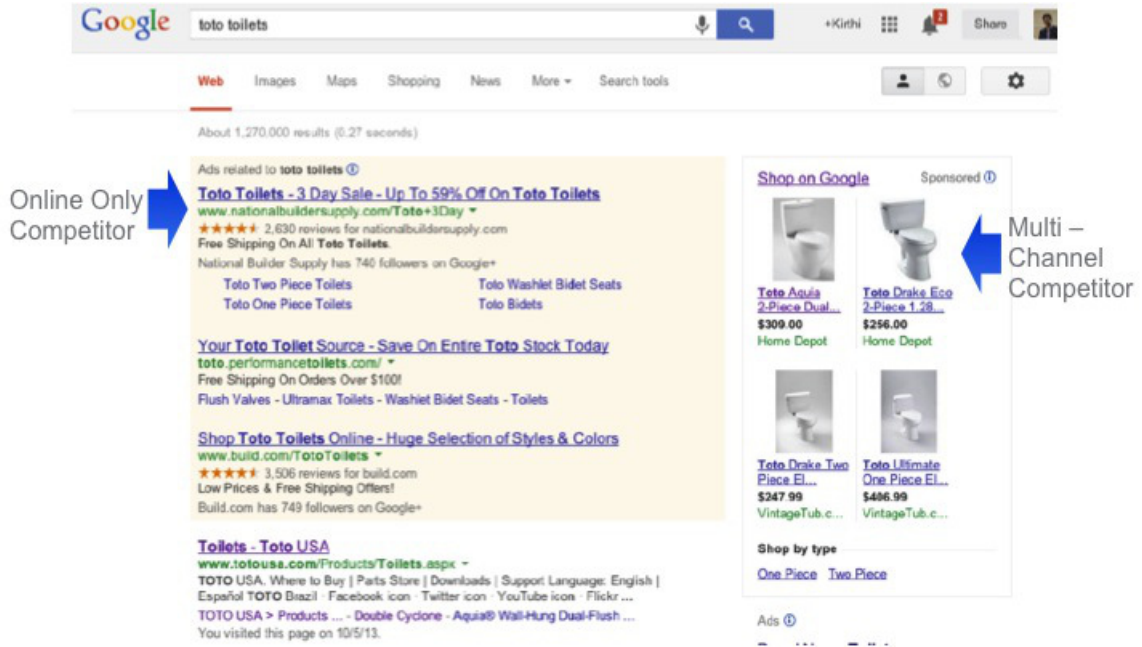 Google
toto toilets
+Kirthi
2
Share
Web Images Maps Shopping News More Search tools
About 1,270,000 results (0.27 seconds)
Online Only
Competitor
Ads related to toto toilets
Toto Toilets - 3 Day Sale - Up To 59% Off On Toto Toilets
www.nationalbuildersupply.com/Toto+3Day
2,630 reviews for nationalbuildersupply.com
Free Shipping On All Toto Toilets.
National Builder Supply has 740 followers on Google+
Toto Two Piece Toilets Toto Washlet Bidet Seats
Toto One Piece Toilets Toto Bidets
Your Toto Toilet Source - Save On Entire Toto Stock Today
toto.performancetoilets.com/
Free Shipping On Orders Over $100!
Flush Valves - Ultramax Toilets - Washlet Bidet Seats - Toilets
Shop Toto Toilets Online - Huge Selection of Styles & Colors
www.build.com/TotoToilets
3,506 reviews for build.com
Low Prices & Free Shipping Offers!
Build.com has 749 followers on Google+
Toilets - Toto USA
www.totousa.com/Products/Toilets.aspx
TOTO USA. Where to Buy | Parts Store | Downloads | Support Language: English |
Español TOTO Brazil · Facebook icon · Twitter icon · YouTube icon · Flickr ...
TOTO USA > Products ... - Double Cyclone - Aquia® Wall-Hung Dual-Flush ...
You visited this page on 10/5/13.
Shop on Google Sponsored
Multi –
Channel
Competitor
Toto Aquia
2-Piece Dual...
$309.00
Home Depot
Toto Drake Eco
2-Piece 1.28...
$256.00
Home Depot
Toto Drake Two
Piece El...
$247.99
VintageTub.c...
Toto Ultimate
One Piece El...
$406.99
VintageTub.c...
Shop by type
One Piece Two Piece
Ads